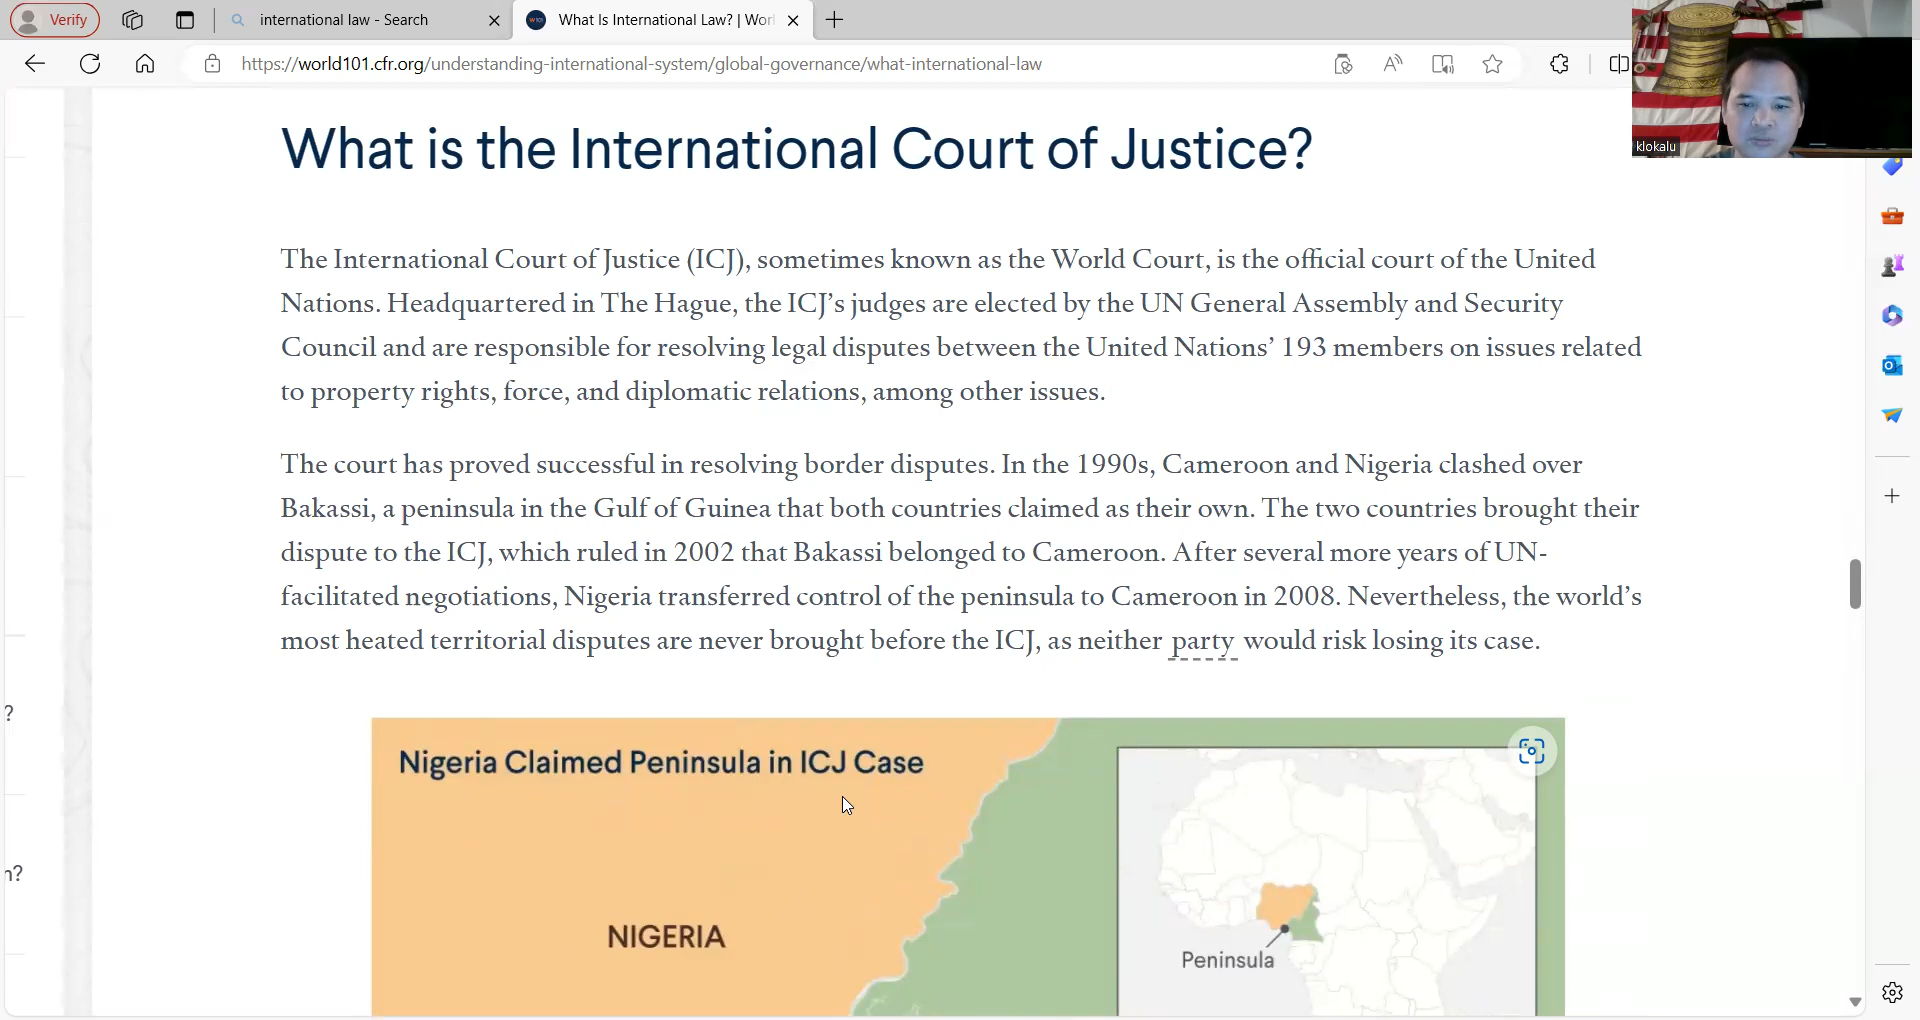 Verify
international law - Search
What Is International Law? | Wor
https://world101.cfr.org/understanding-international-system/global-governance/what-international-law
klokalu
What is the International Court of Justice?
The International Court of Justice (ICJ), sometimes known as the World Court, is the official court of the United
Nations. Headquartered in The Hague, the ICJ’s judges are elected by the UN General Assembly and Security
Council and are responsible for resolving legal disputes between the United Nations’ 193 members on issues related
to property rights, force, and diplomatic relations, among other issues.
The court has proved successful in resolving border disputes. In the 1990s, Cameroon and Nigeria clashed over
Bakassi, a peninsula in the Gulf of Guinea that both countries claimed as their own. The two countries brought their
dispute to the ICJ, which ruled in 2002 that Bakassi belonged to Cameroon. After several more years of UN-
facilitated negotiations, Nigeria transferred control of the peninsula to Cameroon in 2008. Nevertheless, the world’s
most heated territorial disputes are never brought before the ICJ, as neither party would risk losing its case.
?
n?
Nigeria Claimed Peninsula in ICJ Case
NIGERIA
Peninsula